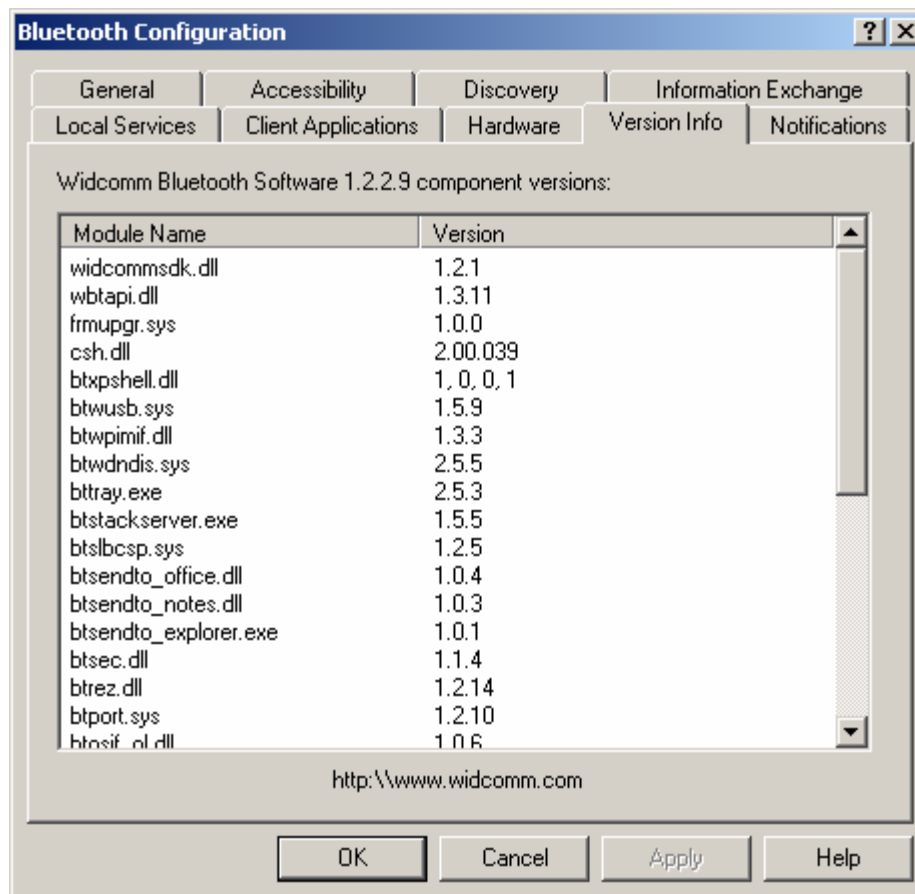 Bluetooth Configuration
General Accessibility Discovery Information Exchange
Local Services Client Applications Hardware Version Info Notifications
Widcomm Bluetooth Software 1.2.2.9 component versions:
Module Name Version
widcommsdk.dll 1.2.1
wbtapi.dll 1.3.11
frmupgr.sys 1.0.0
csh.dll 2.00.039
btxpshell.dll 1, 0, 0, 1
btwusb.sys 1.5.9
btwpimif.dll 1.3.3
btwdndis.sys 2.5.5
bttray.exe 2.5.3
btstackserver.exe 1.5.5
btslbcsp.sys 1.2.5
btsendto_office.dll 1.0.4
btsendto_notes.dll 1.0.3
btsendto_explorer.exe 1.0.1
btsec.dll 1.1.4
btrez.dll 1.2.14
btport.sys 1.2.10
btosif_ol.dll 1.0.6
http:\\www.widcomm.com
OK Cancel Apply Help